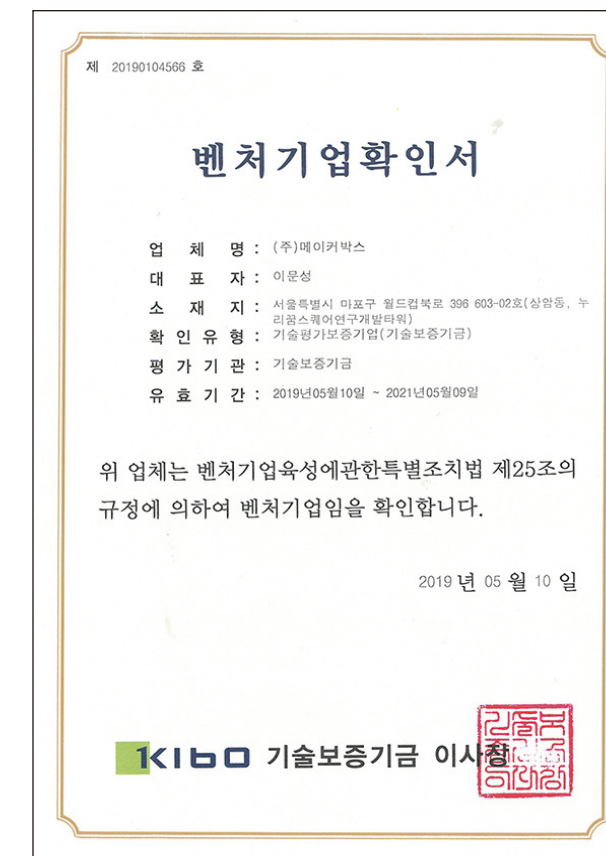 제 20190104566 호
벤처기업확인서
업 체 명 : (주)메이커박스
대 표 자 : 이문성
소 재 지 : 서울특별시 마포구 월드컵북로 396 603-02호(상암동, 누
리꿈스퀘어연구개발타워)
확 인 유 형 : 기술평가보증기업(기술보증기금)
평 가 기 관 : 기술보증기금
유 효 기 간 : 2019년05월10일 ~ 2021년05월09일
위 업체는 벤처기업육성에관한특별조치법 제25조의
규정에 의하여 벤처기업임을 확인합니다.
2019 년 05 월 10 일
KIBO 기술보증기금 이사장